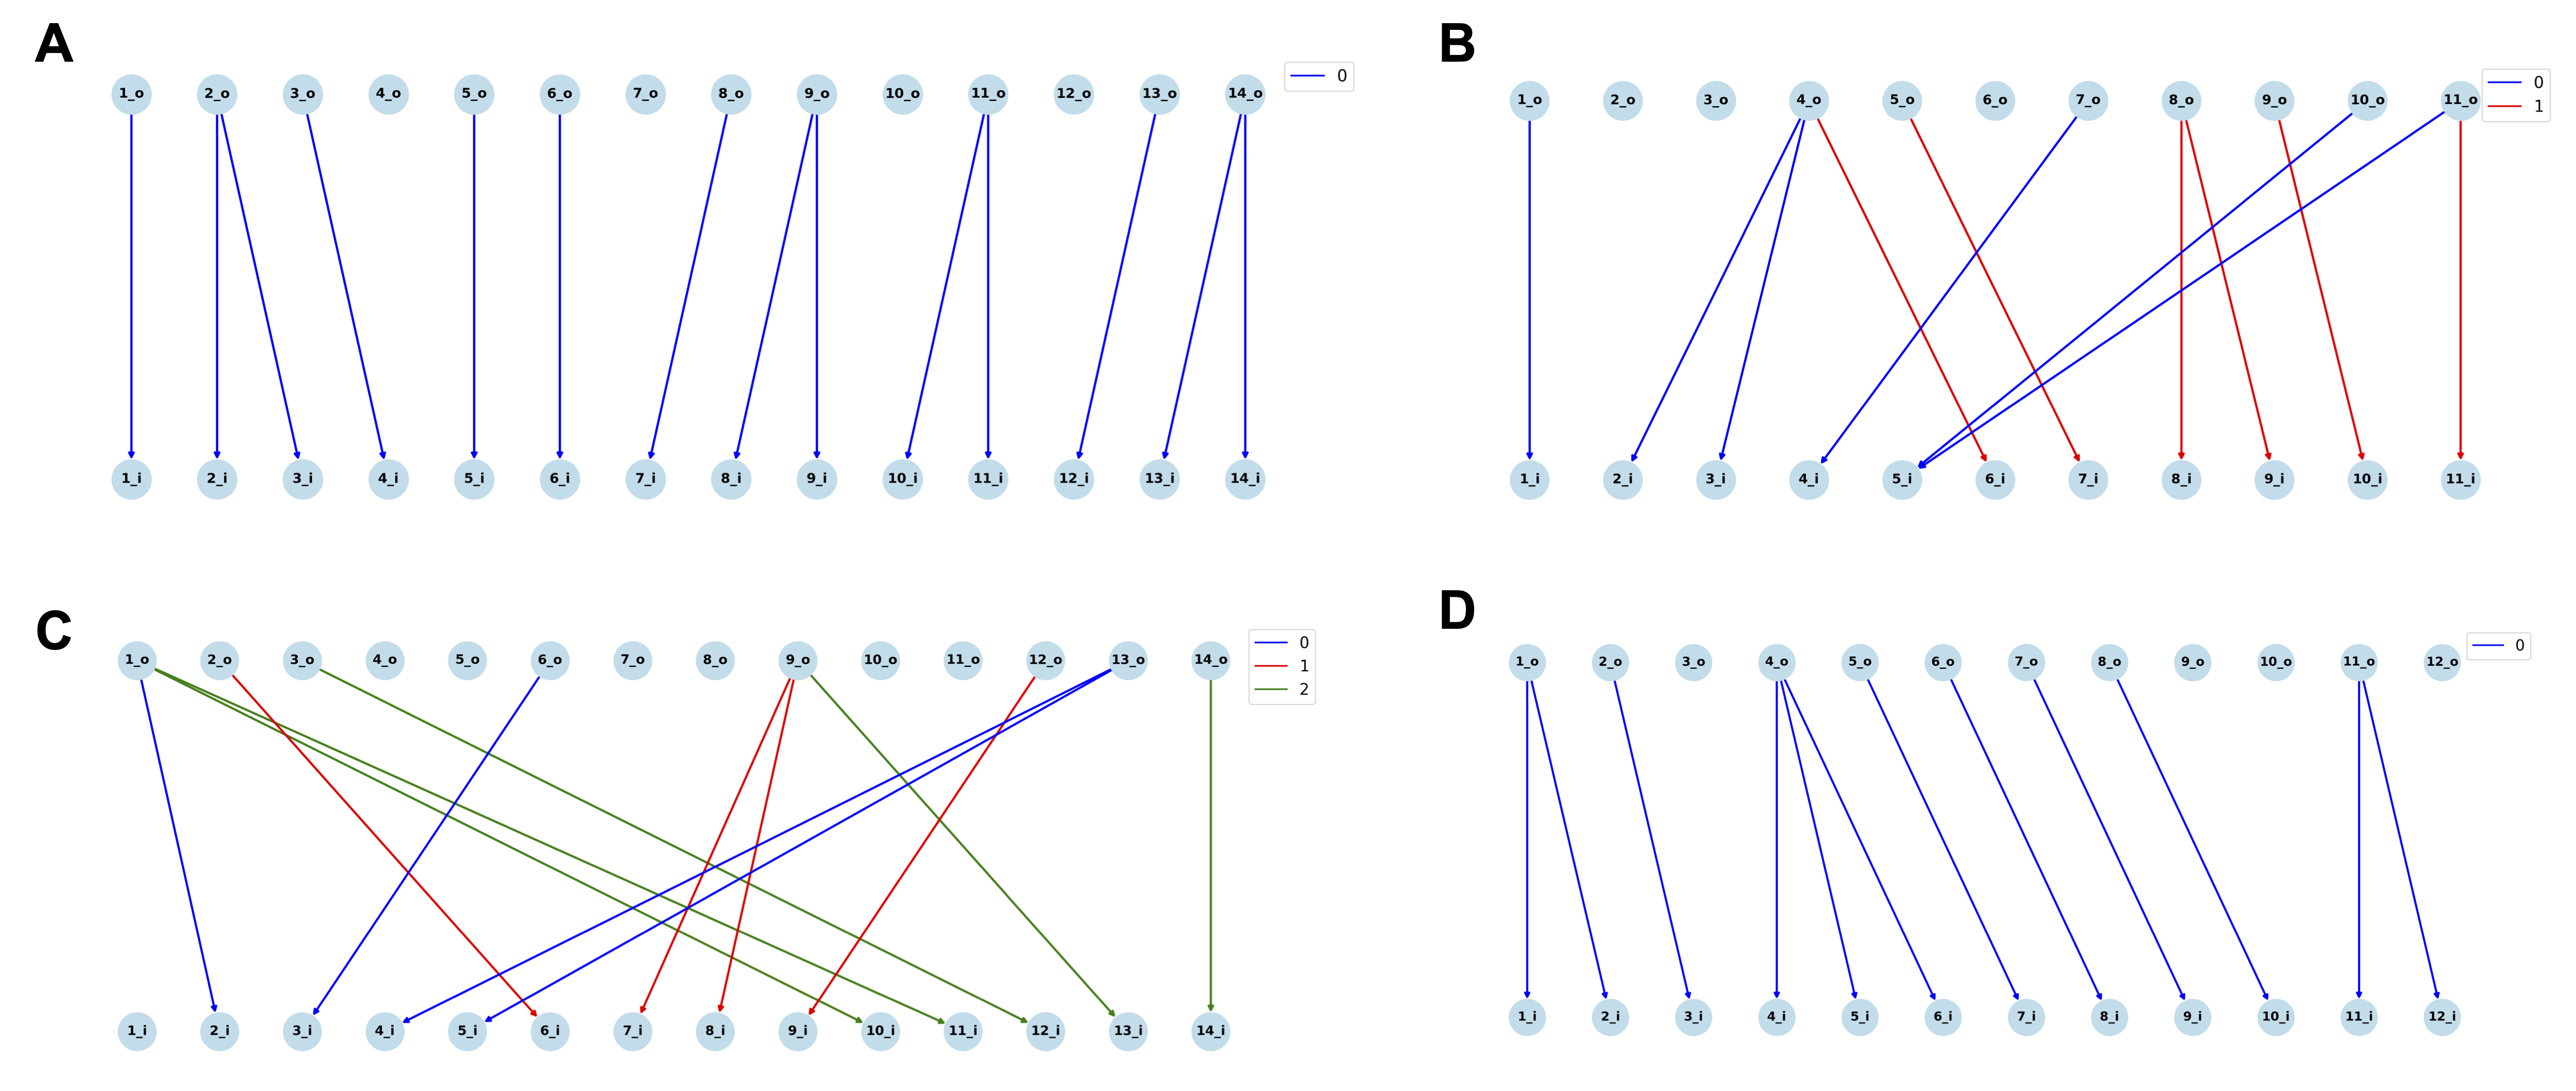 A
1_o 2_o 3_o 4_o 5_o 6_o 7_o 8_o 9_o 10_o 11_o 12_o 13_o 14_o
0
1_i 2_i 3_i 4_i 5_i 6_i 7_i 8_i 9_i 10_i 11_i 12_i 13_i 14_i
B
1_o 2_o 3_o 4_o 5_o 6_o 7_o 8_o 9_o 10_o 11_o
0
1
1_i 2_i 3_i 4_i 5_i 6_i 7_i 8_i 9_i 10_i 11_i
C
1_o 2_o 3_o 4_o 5_o 6_o 7_o 8_o 9_o 10_o 11_o 12_o 13_o 14_o
0
1
2
1_i 2_i 3_i 4_i 5_i 6_i 7_i 8_i 9_i 10_i 11_i 12_i 13_i 14_i
D
1_o 2_o 3_o 4_o 5_o 6_o 7_o 8_o 9_o 10_o 11_o 12_o
0
1_i 2_i 3_i 4_i 5_i 6_i 7_i 8_i 9_i 10_i 11_i 12_i